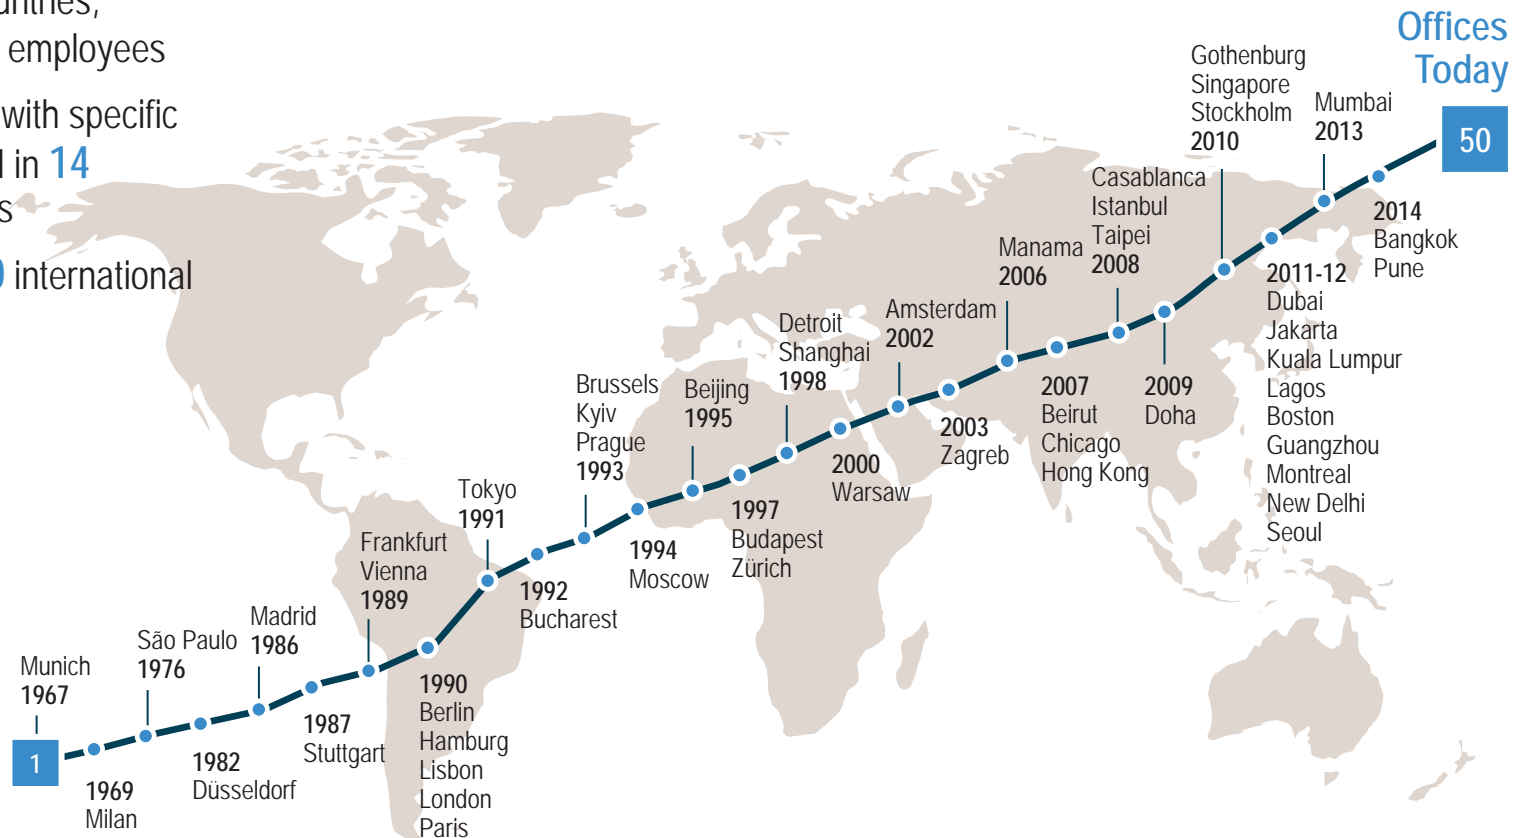 employees
with specific
in 14
international
Offices
Today
50
Munich
1967
1
1969
Milan
São Paulo
1976
1982
Düsseldorf
Madrid
1986
1987
Stuttgart
Frankfurt
Vienna
1989
1990
Berlin
Hamburg
Lisbon
London
Paris
Tokyo
1991
1992
Bucharest
Brussels
Kyiv
Prague
1993
1994
Moscow
Beijing
1995
1997
Budapest
Zürich
Detroit
Shanghai
1998
2000
Warsaw
Amsterdam
2002
2003
Zagreb
Manama
2006
2007
Beirut
Chicago
Hong Kong
Casablanca
Istanbul
Taipei
2008
2009
Doha
Gothenburg
Singapore
Stockholm
2010
2011-12
Dubai
Jakarta
Kuala Lumpur
Lagos
Boston
Guangzhou
Montreal
New Delhi
Seoul
Mumbai
2013
2014
Bangkok
Pune